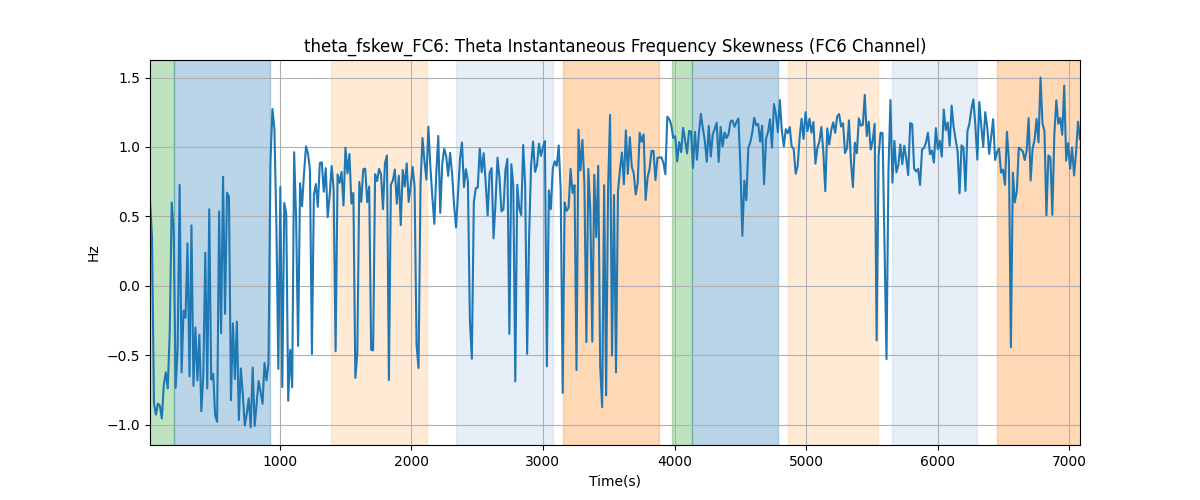 theta_fskew_FC6: Theta Instantaneous Frequency Skewness (FC6 Channel)
1.5
1.0
0.5
0.0
−0.5
−1.0
Hz
1000 2000 3000 4000 5000 6000 7000
Time(s)